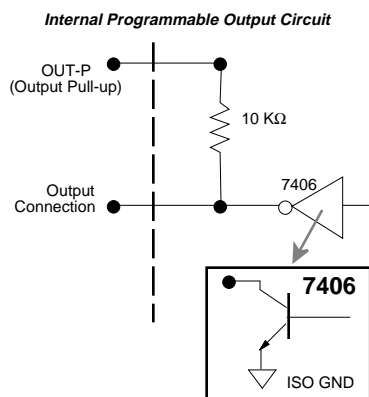 Internal Programmable Output Circuit
OUT-P
(Output Pull-up)
10 KΩ
7406
Output
Connection
7406
ISO GND